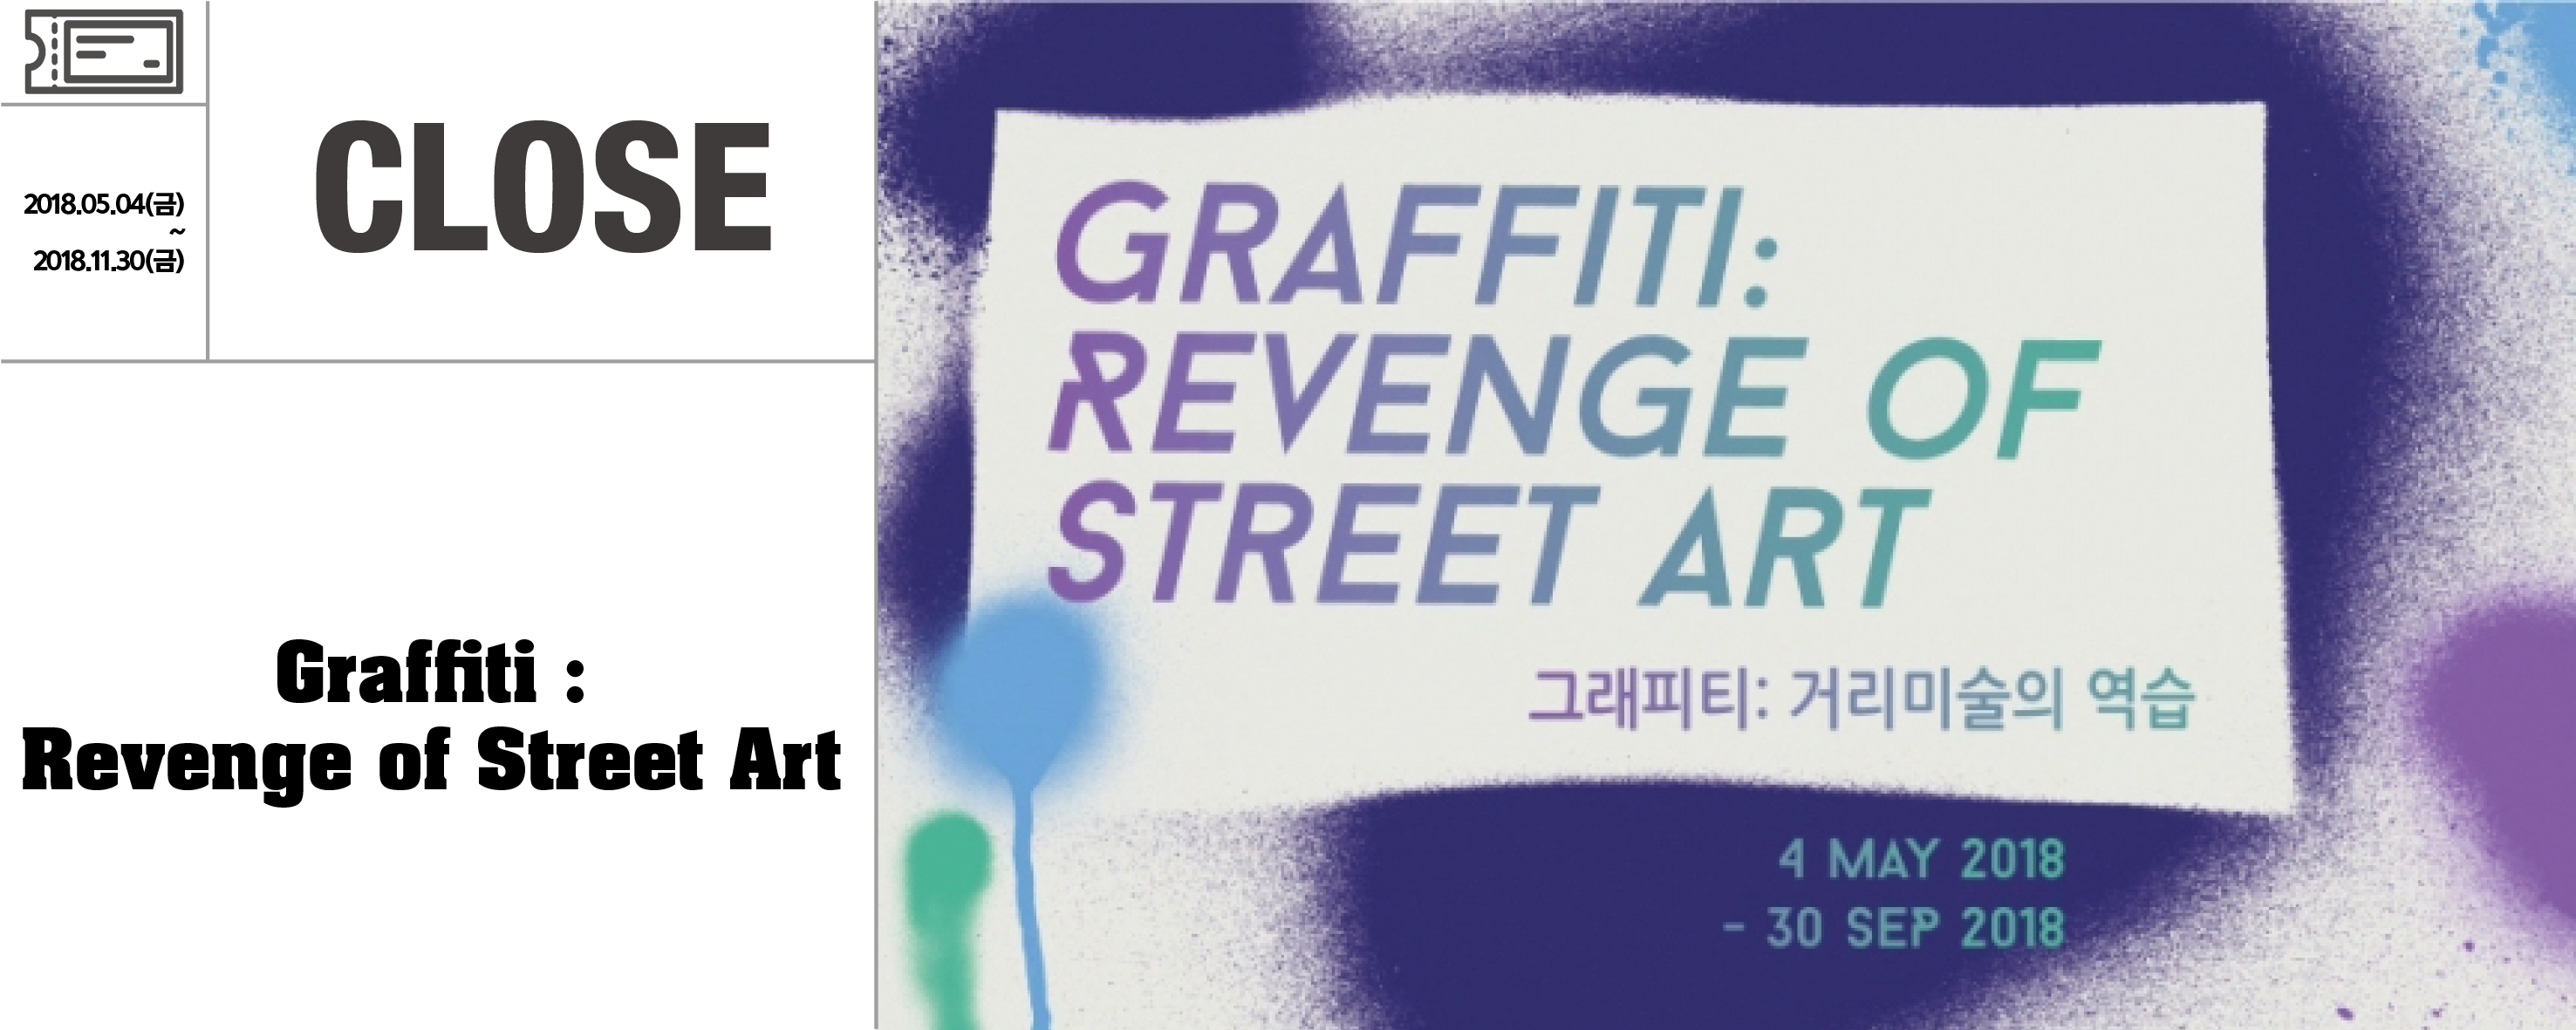 2018.05.04(금)
~
2018.11.30(금)
CLOSE
Graffiti :
Revenge of Street Art
GRAFFITI:
REVENGE OF
STREET ART
그래피티: 거리미술의 역습
4 MAY 2018
- 30 SEP 2018